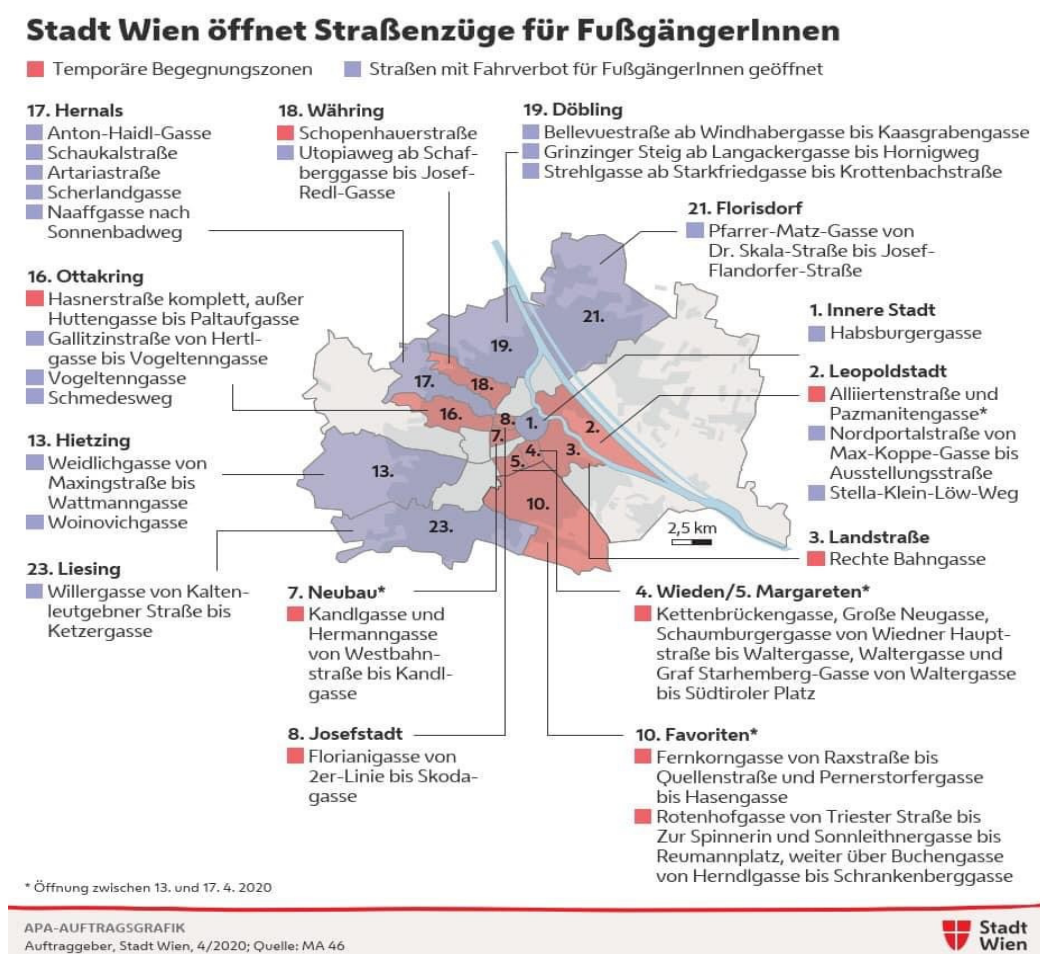 Stadt Wien öffnet Straßenzüge für FußgängerInnen
Temporäre Begegnungszonen
Straßen mit Fahrverbot für FußgängerInnen geöffnet
17. Hernals
Anton-Haidl-Gasse
Schaukalstraße
Artariastraße
Scherlandgasse
Naaffgasse nach
Sonnenbadweg
18. Währing
Schopenhauerstraße
Utopiaweg ab Schaf-
berggasse bis Josef-
Redl-Gasse
19. Döbling
Bellevuestraße ab Windhabergasse bis Kaasgrabengasse
Grinzinger Steig ab Langackergasse bis Hornigweg
Strehlgasse ab Starkfriedgasse bis Krottenbachstraße
21. Florisdorf
Pfarrer-Matz-Gasse von
Dr. Skala-Straße bis Josef-
Flandorfer-Straße
16. Ottakring
Hasnerstraße komplett, außer
Huttengasse bis Paltaufgasse
Gallitzinstraße von Hertl-
gasse bis Vogeltenngasse
Vogeltenngasse
Schmedesweg
1. Innere Stadt
Habsburgergasse
2. Leopoldstadt
Alliiertenstraße und
Pazmanitengasse*
Nordportalstraße von
Max-Koppe-Gasse bis
Ausstellungsstraße
Stella-Klein-Löw-Weg
13. Hietzing
Weidlichgasse von
Maxingstraße bis
Wattmanngasse
Woinovichgasse
3. Landstraße
Rechte Bahngasse
23. Liesing
Willergasse von Kalten-
leutgebner Straße bis
Ketzergasse
21.
19.
17.
18.
16.
8.
1.
2.
7.
4.
3.
5.
13.
10.
23.
2,5 km
7. Neubau*
Kandlgasse und
Hermanngasse
von Westbahn-
straße bis Kandl-
gasse
4. Wieden/5. Margareten*
Kettenbrückengasse, Große Neugasse,
Schaumburgergasse von Wiedner Haupt-
straße bis Waltergasse, Waltergasse und
Graf Starhemberg-Gasse von Waltergasse
bis Südtiroler Platz
8. Josefstadt
Florianigasse von
2er-Linie bis Skoda-
gasse
10. Favoriten*
Fernkorngasse von Raxstraße bis
Quellenstraße und Pernerstorfergasse
bis Hasengasse
Rotenhofgasse von Triester Straße bis
Zur Spinnerin und Sonnleithnergasse bis
Reumannplatz, weiter über Buchengasse
von Herndlgasse bis Schrankenberggasse
* Öffnung zwischen 13. und 17. 4. 2020
APA-AUFTRAGSGRAFIK
Auftraggeber, Stadt Wien, 4/2020; Quelle: MA 46
Stadt
Wien